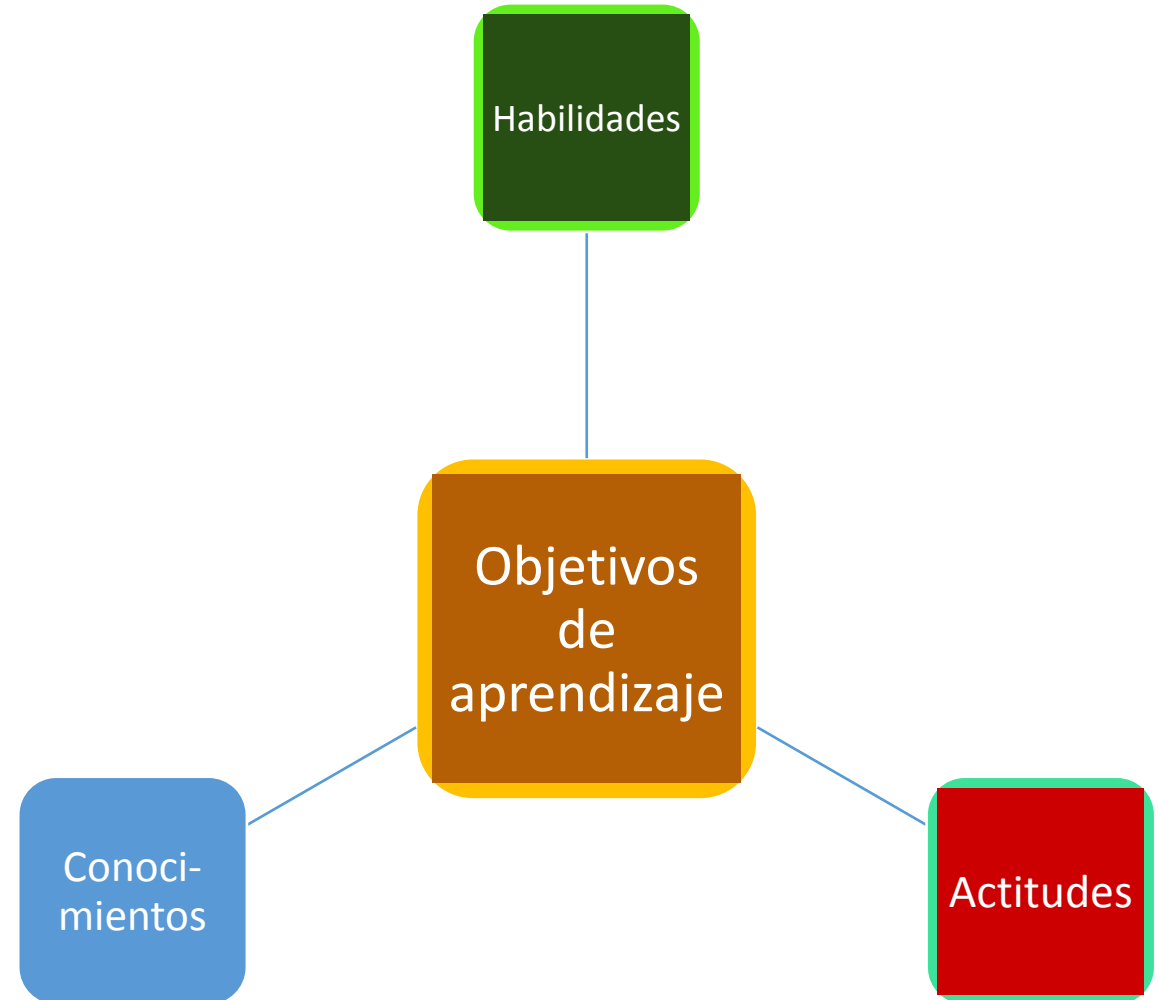 Habilidades
Objetivos
de
aprendizaje
Conoci-
mientos
Actitudes